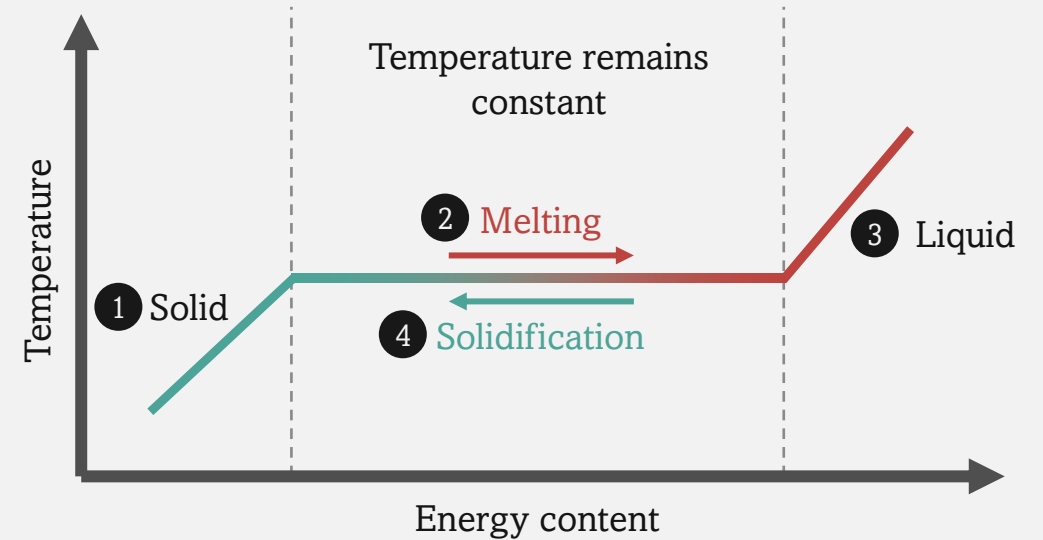 Temperature remains
constant
Temperature
2 Melting
3 Liquid
1 Solid
4 Solidification
Energy content